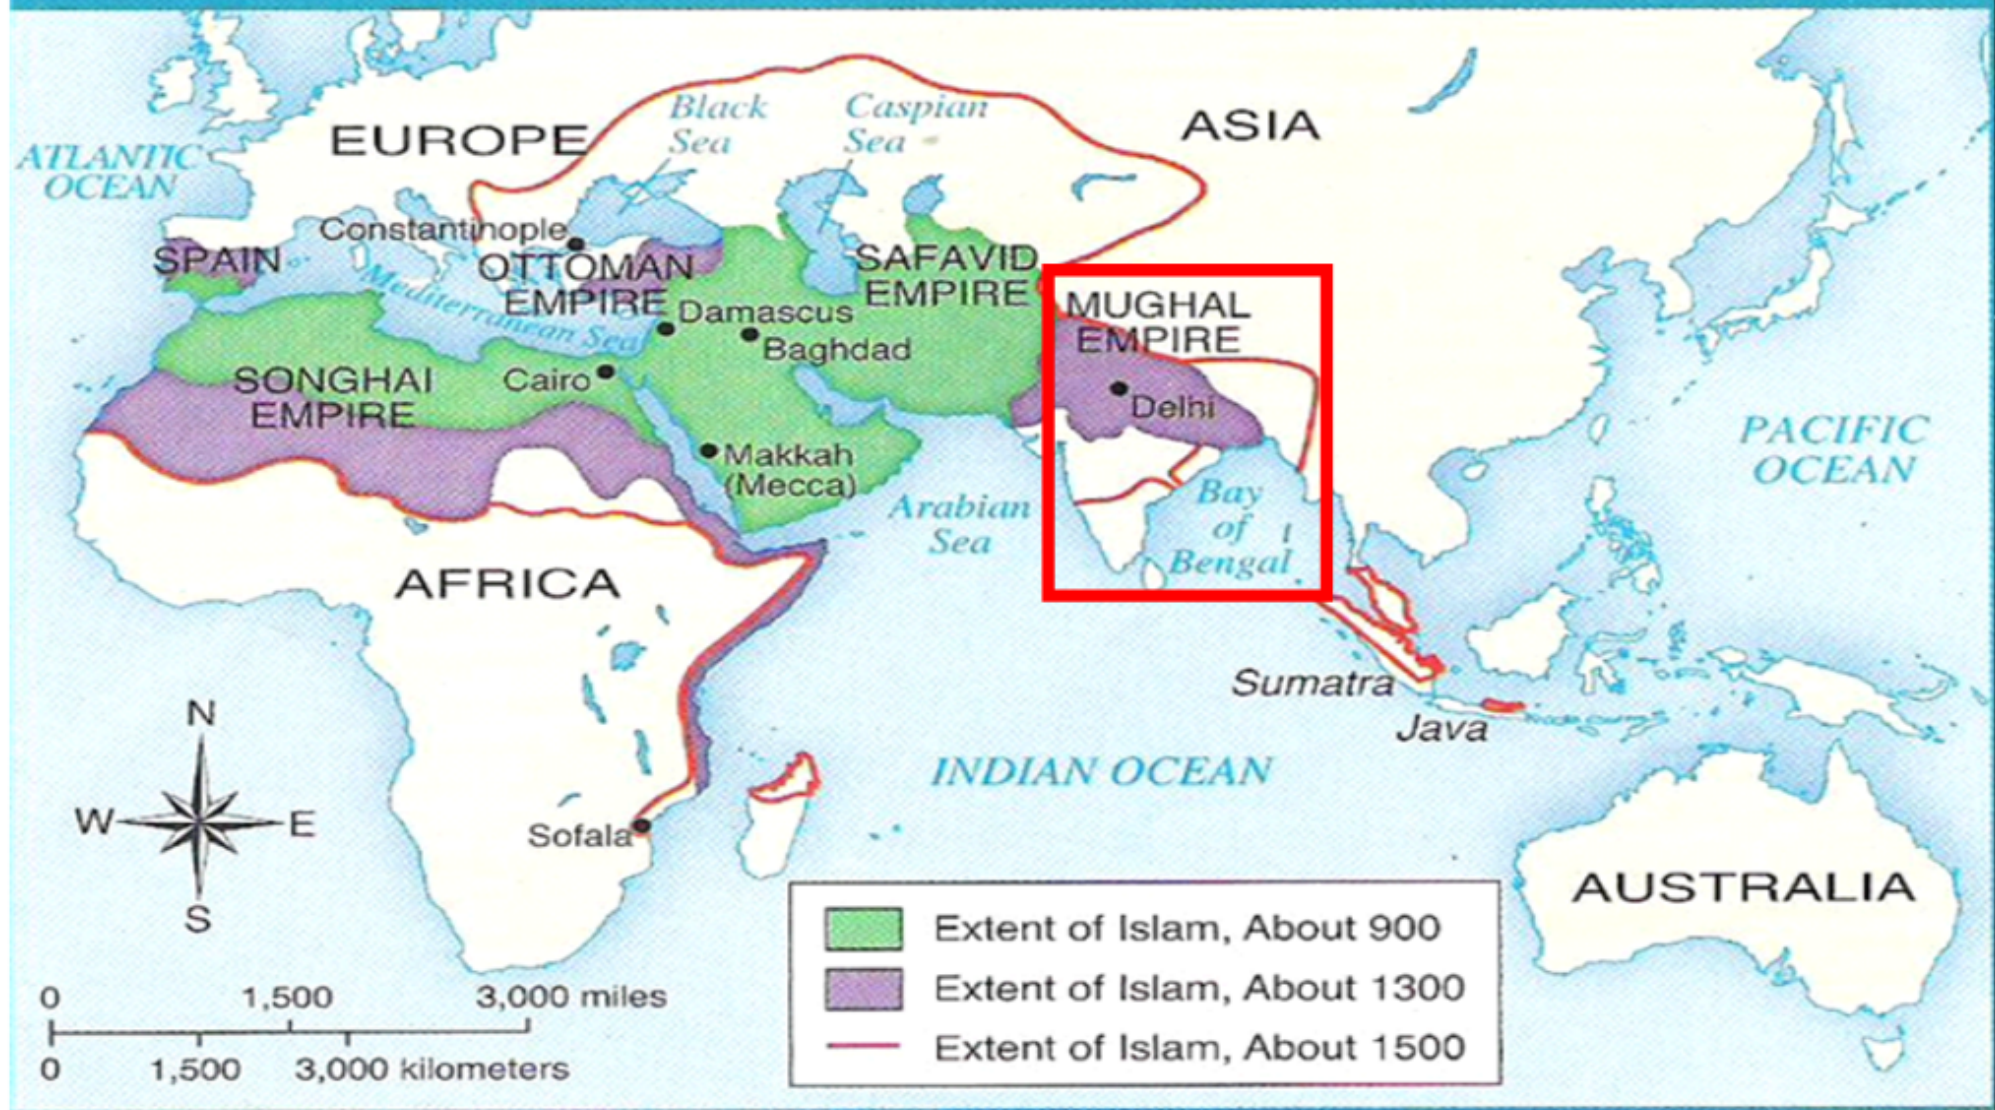 Black
Sea
Caspian
Sea
ASIA
EUROPE
ATLANTIC
OCEAN
Constantinople
SPAIN
OTTOMAN
EMPIRE
SAFAVID
EMPIRE
Mediterranean Sea
MUGHAL
EMPIRE
Damascus
Baghdad
SONGHAI
EMPIRE
Cairo
Delhi
Makkah
(Mecca)
PACIFIC
OCEAN
Arabian
Sea
Bay
of
Bengal
AFRICA
Sumatra
Java
INDIAN OCEAN
N
W
E
S
Sofala
AUSTRALIA
Extent of Islam, About 900
Extent of Islam, About 1300
Extent of Islam, About 1500
0 1,500 3,000 miles
0 1,500 3,000 kilometers